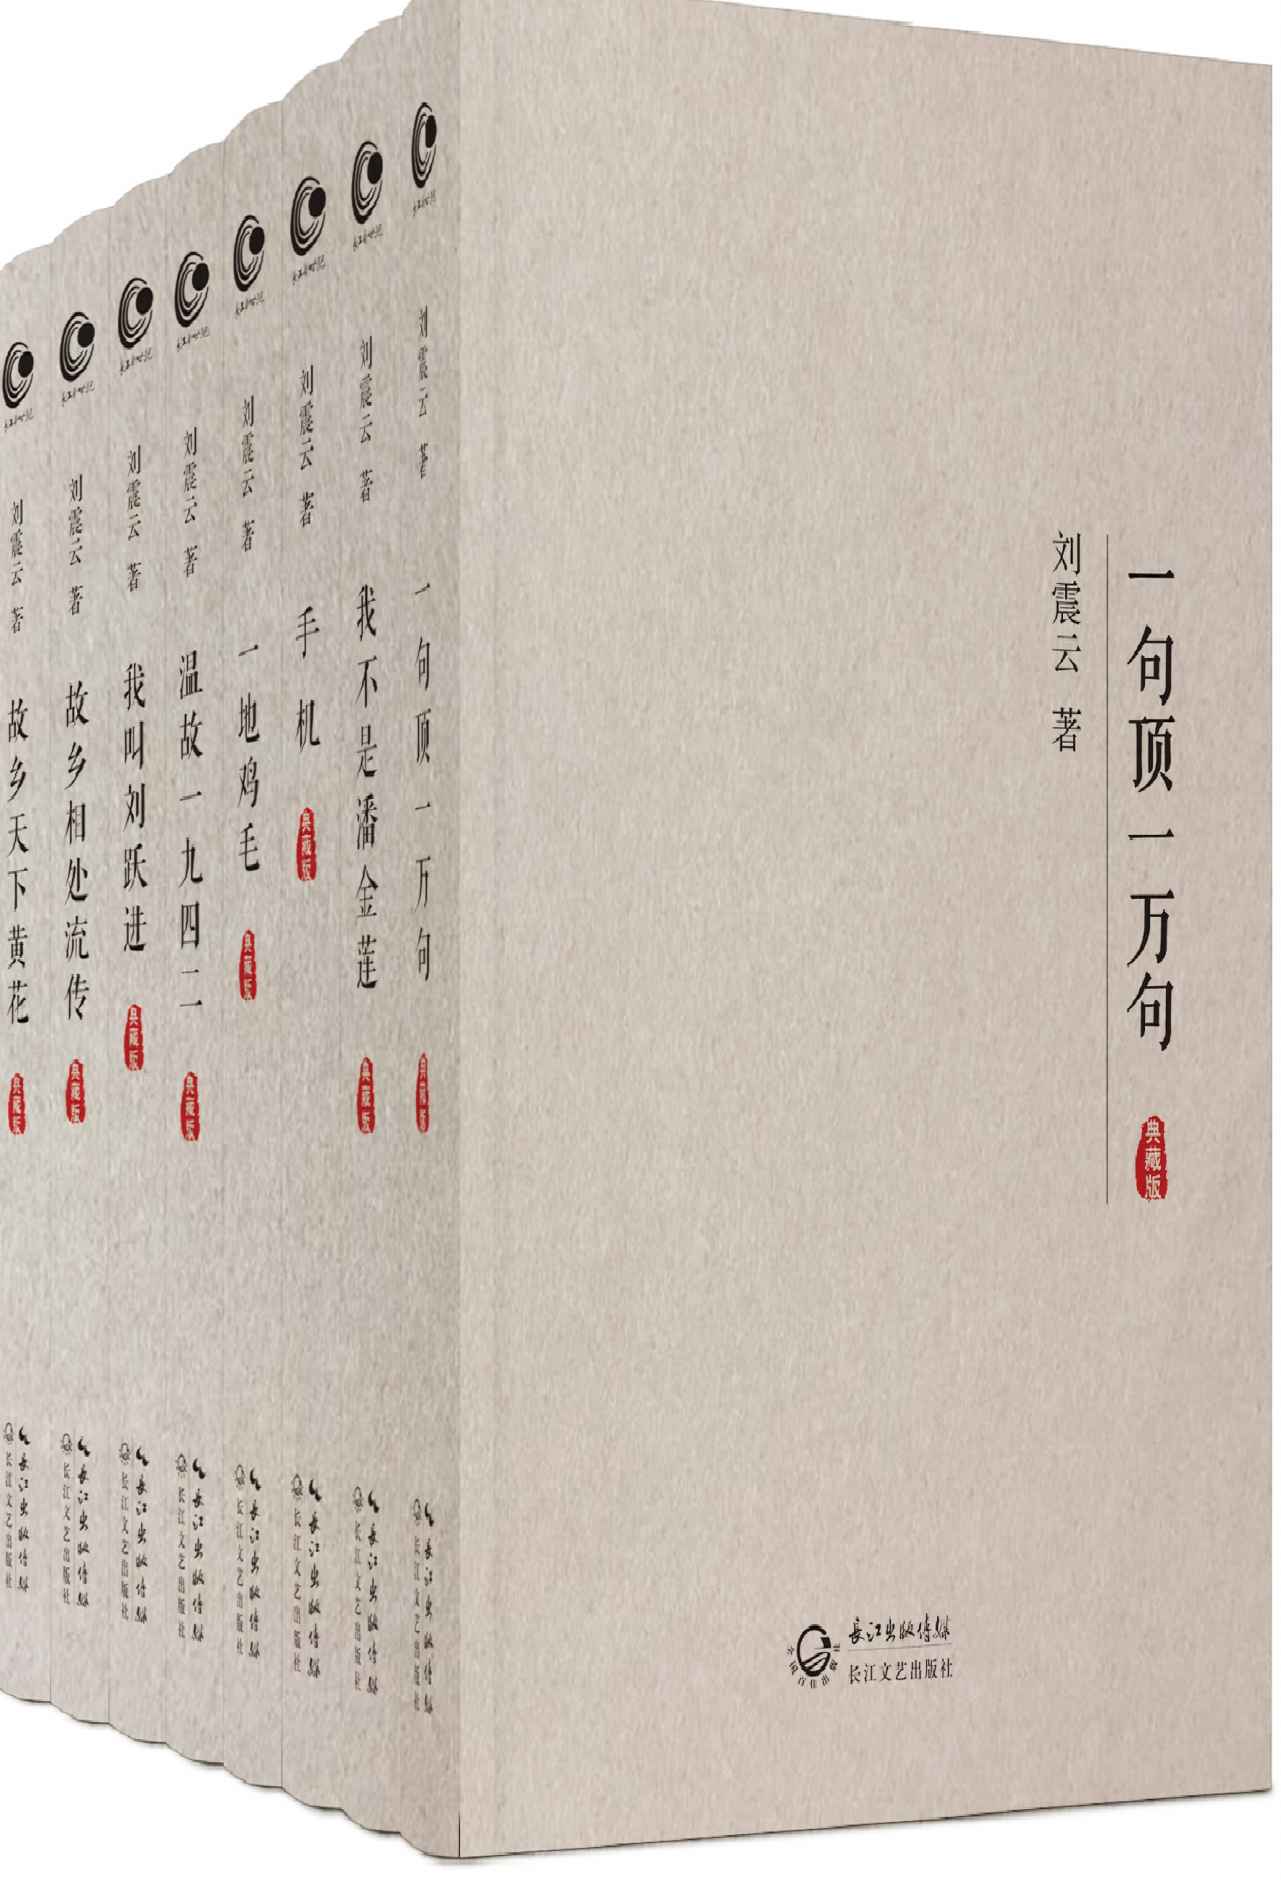 一句顶一万句
典藏版
刘震云 著
長江出版传媒
长江文艺出版社
刘震云 著
一句顶一万句
典藏版
長江出版传媒
长江文艺出版社
刘震云 著
我不是潘金莲
典藏版
長江出版传媒
长江文艺出版社
刘震云 著
手机
典藏版
長江出版传媒
长江文艺出版社
刘震云 著
一地鸡毛
典藏版
長江出版传媒
长江文艺出版社
刘震云 著
温故一九四二
典藏版
長江出版传媒
长江文艺出版社
刘震云 著
我叫刘跃进
典藏版
長江出版传媒
长江文艺出版社
刘震云 著
故乡相处流传
典藏版
長江出版传媒
长江文艺出版社
刘震云 著
故乡天下黄花
典藏版
長江出版传媒
长江文艺出版社